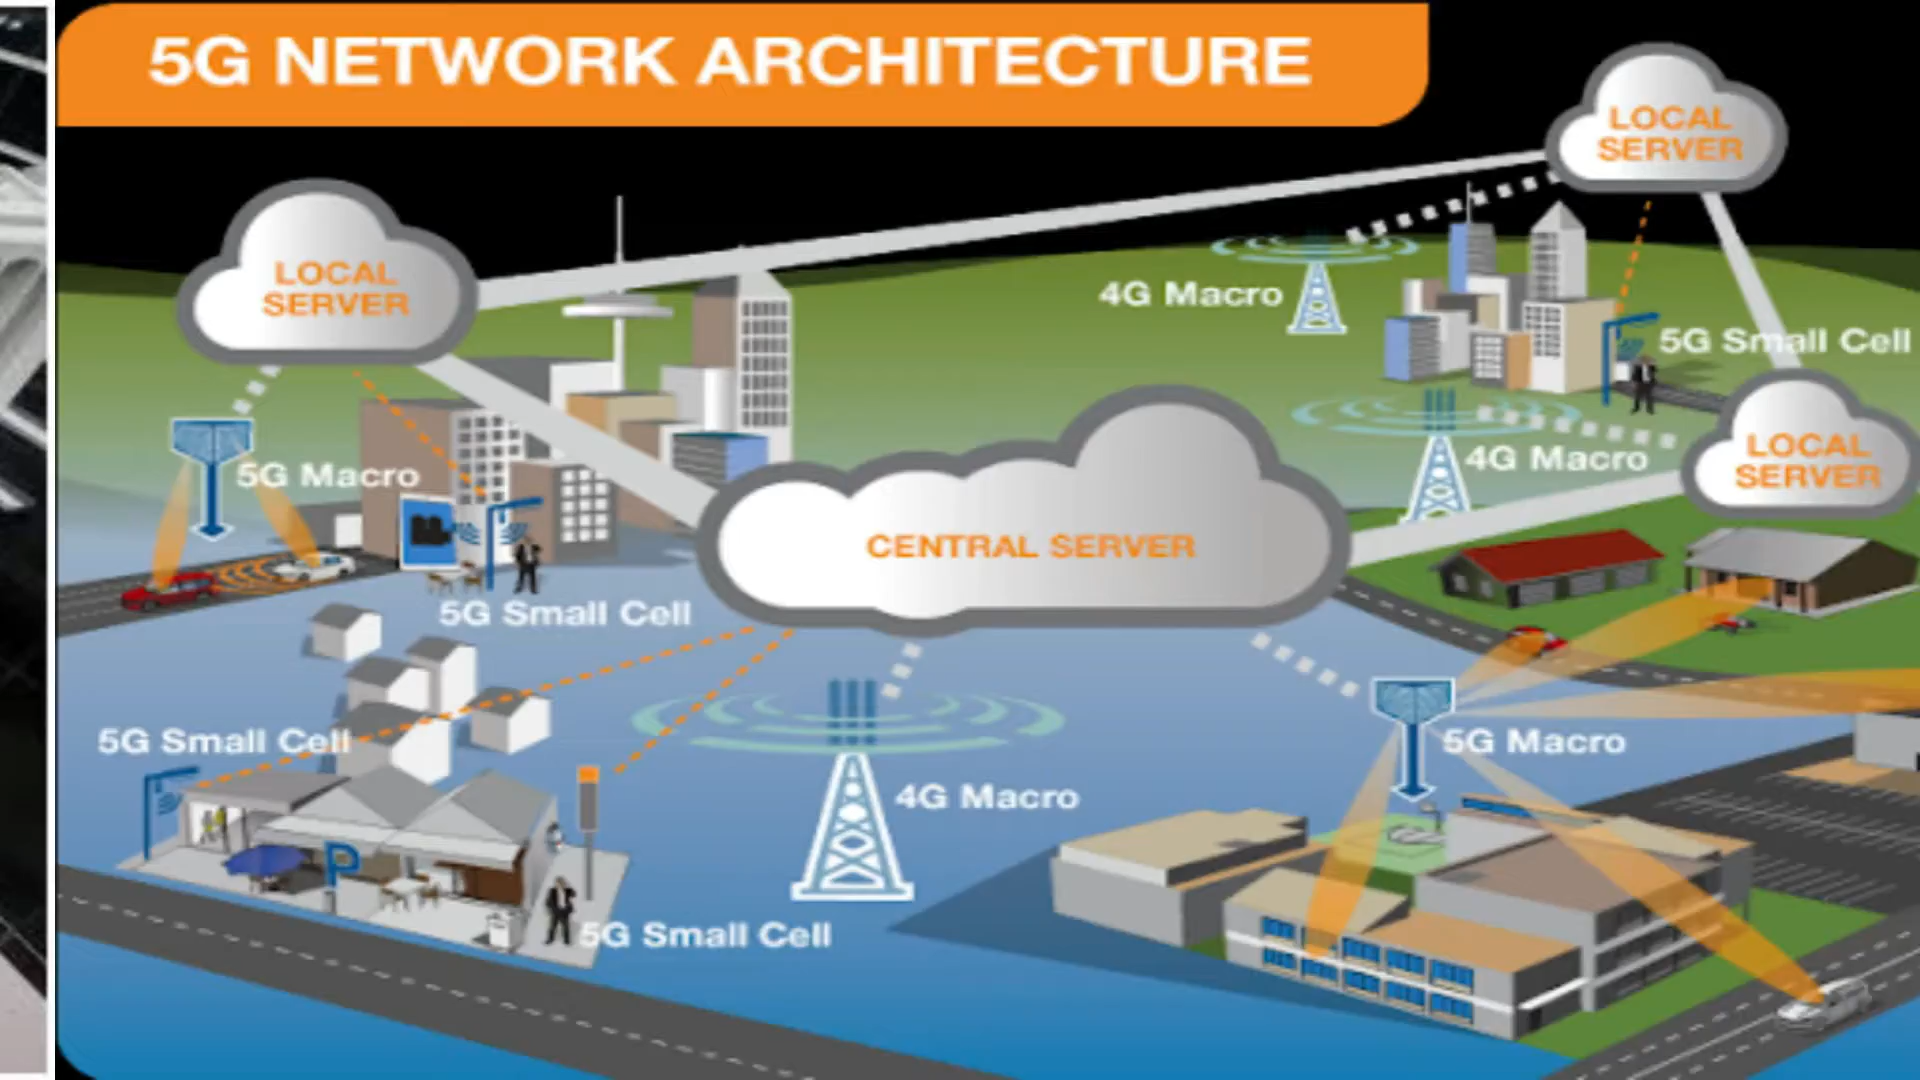 5G NETWORK ARCHITECTURE
LOCAL
SERVER
LOCAL
SERVER
4G Macro
5G Small Cell
5G Macro
4G Macro
LOCAL
SERVER
CENTRAL SERVER
5G Small Cell
5G Small Cell
4G Macro
5G Macro
P
5G Small Cell